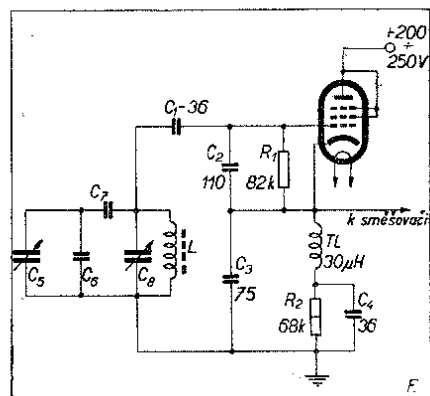 +200
÷
250V
C1-36
C2
110
R1
82k
C7
k směšovači
C5
C6
C8
L
C3
75
TL
30µH
R2
68k
C4
36